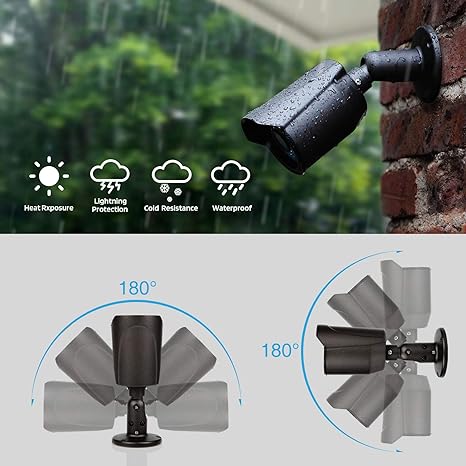 Heat Rxposure
Lightning
Protection
Cold Resistance
Waterproof
180°
180°